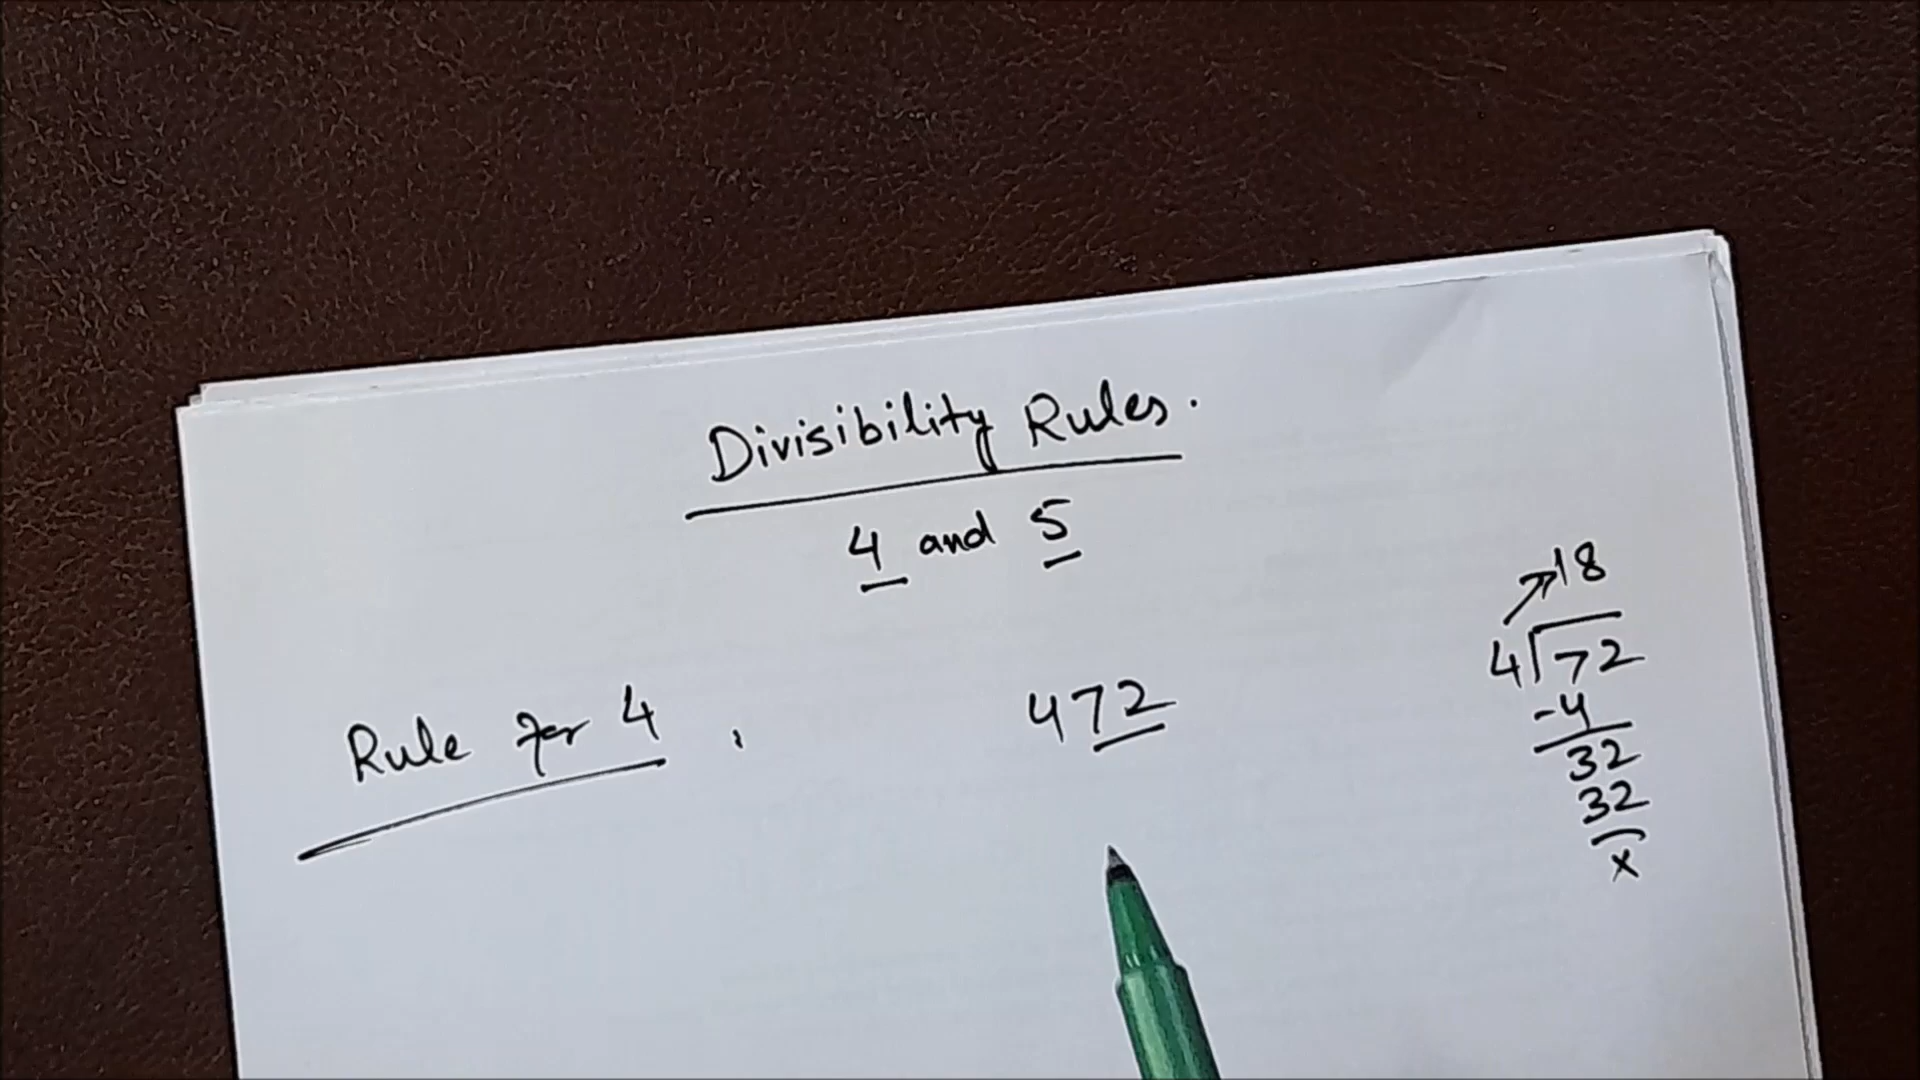 Divisibility Rules.
4 and 5
Rule for 4 , 472
18
4 72
-4
32
32
x